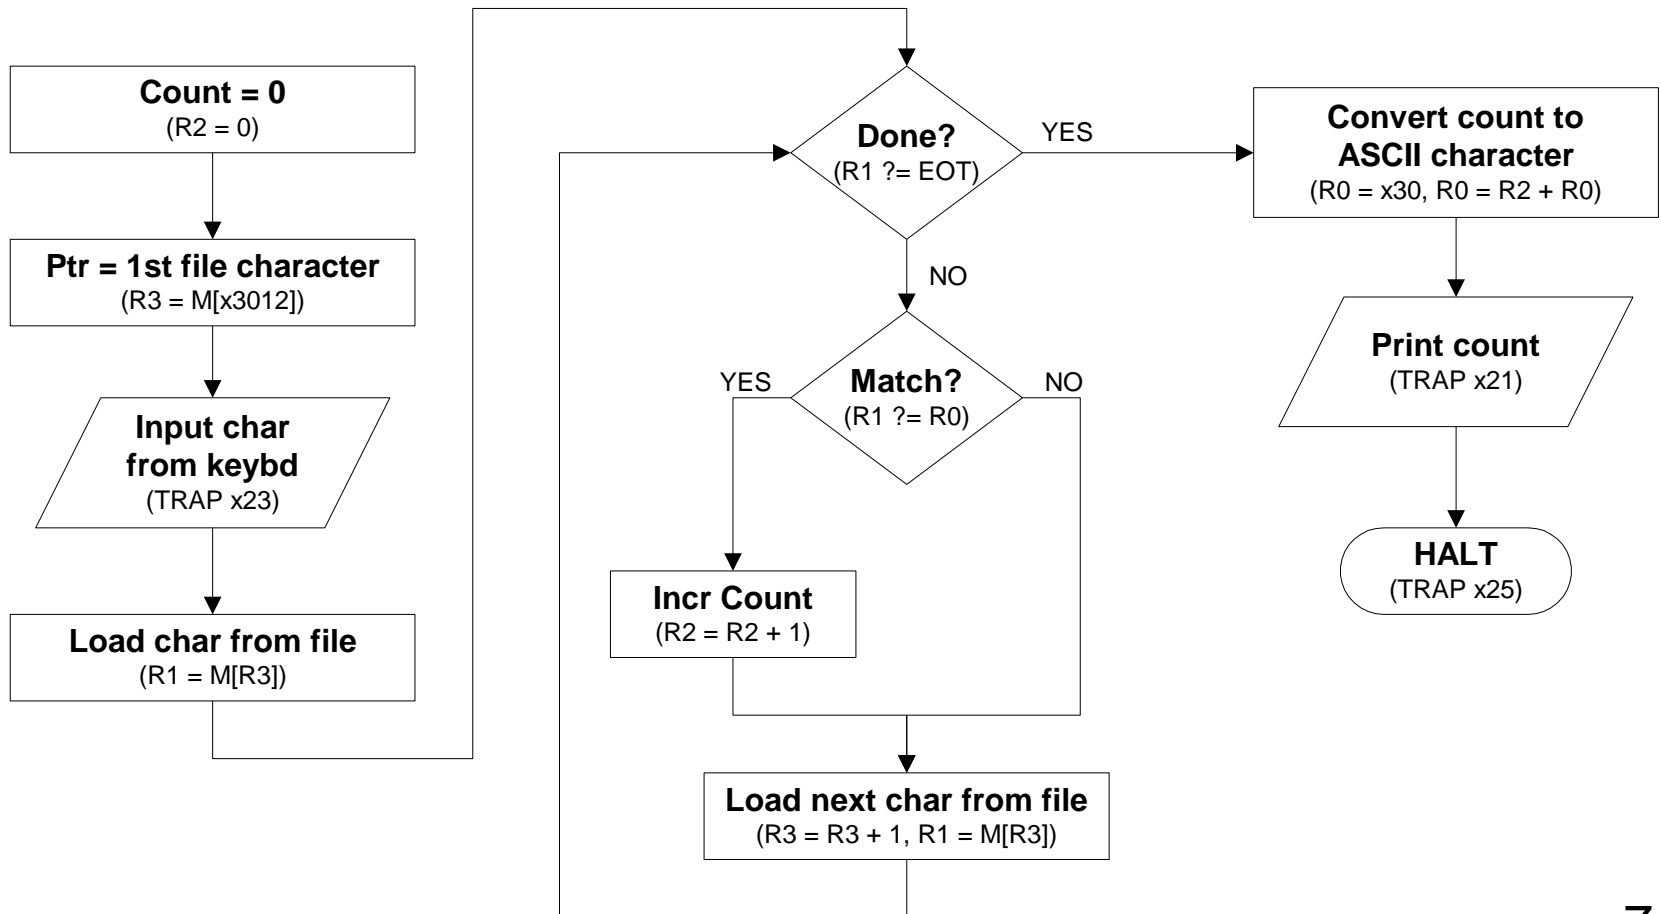 Count = 0
(R2 = 0)
Ptr = 1st file character
(R3 = M[x3012])
Input char
from keybd
(TRAP x23)
Load char from file
(R1 = M[R3])
Done?
(R1 ?= EOT)
YES
NO
Match?
(R1 ?= R0)
YES
NO
Incr Count
(R2 = R2 + 1)
Load next char from file
(R3 = R3 + 1, R1 = M[R3])
Convert count to
ASCII character
(R0 = x30, R0 = R2 + R0)
Print count
(TRAP x21)
HALT
(TRAP x25)